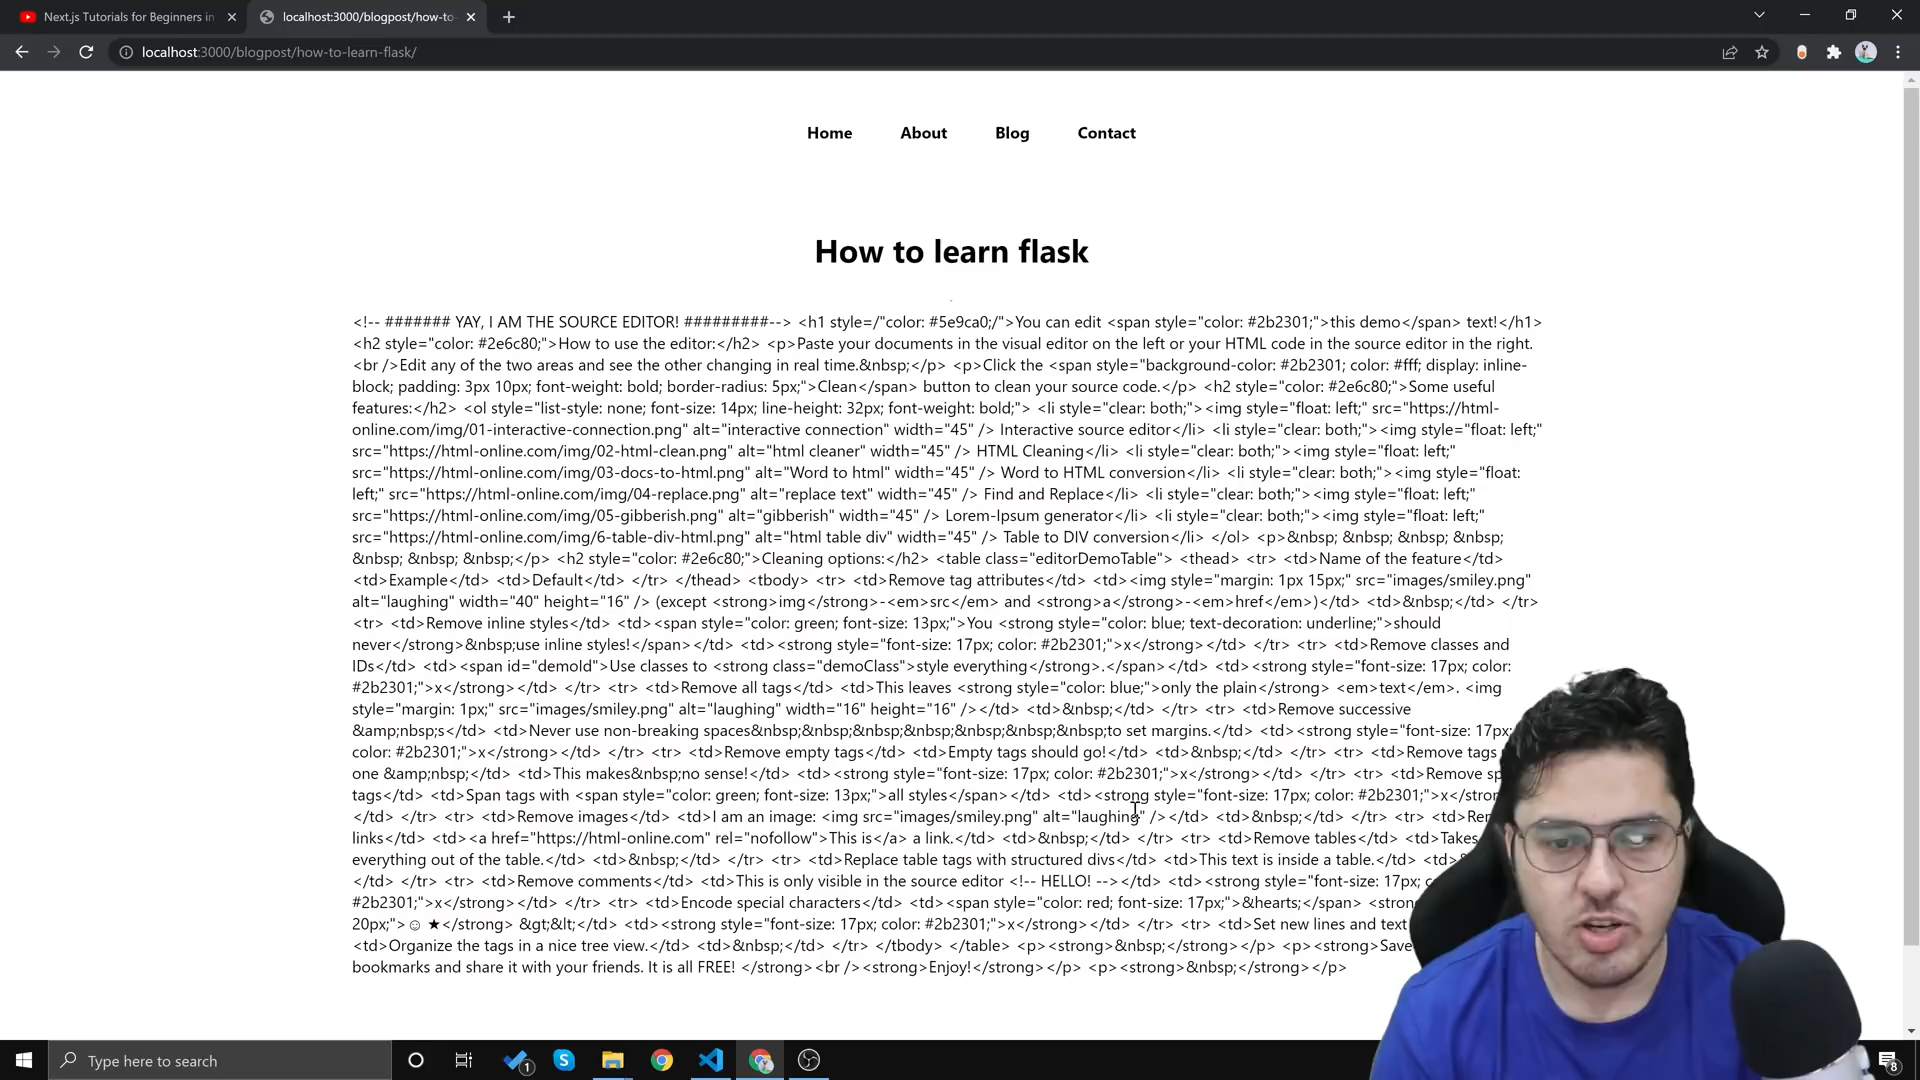 Next.js Tutorials for Beginners in
localhost:3000/blogpost/how-to-
localhost:3000/blogpost/how-to-learn-flask/
Home About Blog Contact
How to learn flask
<!-- ####### YAY, I AM THE SOURCE EDITOR! #########--> <h1 style=/"color: #5e9ca0;/">You can edit <span style="color: #2b2301;">this demo</span> text!</h1>
<h2 style="color: #2e6c80;">How to use the editor:</h2> <p>Paste your documents in the visual editor on the left or your HTML code in the source editor in the right.
<br />Edit any of the two areas and see the other changing in real time.&nbsp;</p> <p>Click the <span style="background-color: #2b2301; color: #fff; display: inline-
block; padding: 3px 10px; font-weight: bold; border-radius: 5px;">Clean</span> button to clean your source code.</p> <h2 style="color: #2e6c80;">Some useful
features:</h2> <ol style="list-style: none; font-size: 14px; line-height: 32px; font-weight: bold;"> <li style="clear: both;"><img style="float: left;" src="https://html-
online.com/img/01-interactive-connection.png" alt="interactive connection" width="45" /> Interactive source editor</li> <li style="clear: both;"><img style="float: left;"
src="https://html-online.com/img/02-html-clean.png" alt="html cleaner" width="45" /> HTML Cleaning</li> <li style="clear: both;"><img style="float: left;"
src="https://html-online.com/img/03-docs-to-html.png" alt="Word to html" width="45" /> Word to HTML conversion</li> <li style="clear: both;"><img style="float:
left;" src="https://html-online.com/img/04-replace.png" alt="replace text" width="45" /> Find and Replace</li> <li style="clear: both;"><img style="float: left;"
src="https://html-online.com/img/05-gibberish.png" alt="gibberish" width="45" /> Lorem-Ipsum generator</li> <li style="clear: both;"><img style="float: left;"
src="https://html-online.com/img/6-table-div-html.png" alt="html table div" width="45" /> Table to DIV conversion</li> </ol> <p>&nbsp; &nbsp; &nbsp; &nbsp;
&nbsp; &nbsp; &nbsp;</p> <h2 style="color: #2e6c80;">Cleaning options:</h2> <table class="editorDemoTable"> <thead> <tr> <td>Name of the feature</td>
<td>Example</td> <td>Default</td> </tr> </thead> <tbody> <tr> <td>Remove tag attributes</td> <td><img style="margin: 1px 15px;" src="images/smiley.png"
alt="laughing" width="40" height="16" /> (except <strong>img</strong>-<em>src</em> and <strong>a</strong>-<em>href</em>)</td> <td>&nbsp;</td> </tr>
<tr> <td>Remove inline styles</td> <td><span style="color: green; font-size: 13px;">You <strong style="color: blue; text-decoration: underline;">should
never</strong>&nbsp;use inline styles!</span></td> <td><strong style="font-size: 17px; color: #2b2301;">x</strong></td> </tr> <tr> <td>Remove classes and
IDs</td> <td><span id="demoId">Use classes to <strong class="demoClass">style everything</strong>.</span></td> <td><strong style="font-size: 17px; color:
#2b2301;">x</strong></td> </tr> <tr> <td>Remove all tags</td> <td>This leaves <strong style="color: blue;">only the plain</strong> <em>text</em>. <img
style="margin: 1px;" src="images/smiley.png" alt="laughing" width="16" height="16" /></td> <td>&nbsp;</td> </tr> <tr> <td>Remove successive
&amp;nbsp;s</td> <td>Never use non-breaking spaces&nbsp;&nbsp;&nbsp;&nbsp;&nbsp;&nbsp;to set margins.</td> <td><strong style="font-size: 17px;
color: #2b2301;">x</strong></td> </tr> <tr> <td>Remove empty tags</td> <td>Empty tags should go!</td> <td>&nbsp;</td> </tr> <tr> <td>Remove tags
one &amp;nbsp;</td> <td>This makes&nbsp;no sense!</td> <td><strong style="font-size: 17px; color: #2b2301;">x</strong></td> </tr> <tr> <td>Remove
tags</td> <td>Span tags with <span style="color: green; font-size: 13px;">all styles</span></td> <td><strong style="font-size: 17px; color: #2b2301;">x</stron
</td> </tr> <tr> <td>Remove images</td> <td>I am an image: <img src="images/smiley.png" alt="laughing" /></td> <td>&nbsp;</td> </tr> <tr>
links</td> <td><a href="https://html-online.com" rel="nofollow">This is</a> a link.</td> <td>&nbsp;</td> </tr> <tr> <td>Remove tables</td> <td>Takes
everything out of the table.</td> <td>&nbsp;</td> </tr> <tr> <td>Replace table tags with structured divs</td> <td>This text is inside a table.</td>
</td> </tr> <tr> <td>Remove comments</td> <td>This is only visible in the source editor <!-- HELLO! --></td> <td><strong style="font-size: 17px;
#2b2301;">x</strong></td> </tr> <tr> <td>Encode special characters</td> <td><span style="color: red; font-size: 17px;">&hearts;</span>
20px;">☺ ★</strong> &gt;&lt;</td> <td><strong style="font-size: 17px; color: #2b2301;">x</strong></td> </tr> <tr> <td>Set new lines and text
<td>Organize the tags in a nice tree view.</td> <td>&nbsp;</td> </tr> </tbody> </table> <p><strong>&nbsp;</strong></p> <p><strong>Save
bookmarks and share it with your friends. It is all FREE! </strong><br /><strong>Enjoy!</strong></p> <p><strong>&nbsp;</strong></p>
Type here to search
1
8